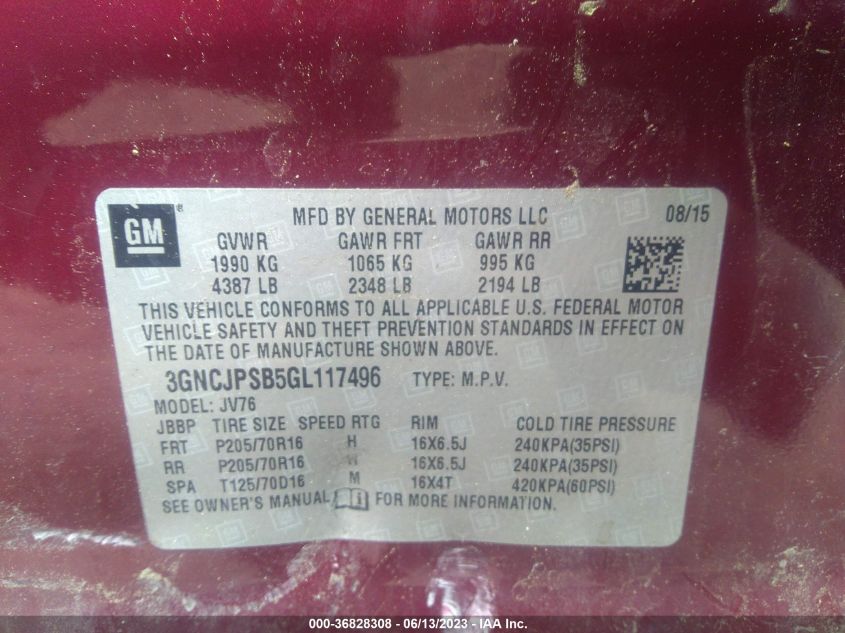 GM ®
MFD BY GENERAL MOTORS LLC 08/15
GVWR GAWR FRT GAWR RR
1990 KG 1065 KG 995 KG
4387 LB 2348 LB 2194 LB
THIS VEHICLE CONFORMS TO ALL APPLICABLE U.S. FEDERAL MOTOR
VEHICLE SAFETY AND THEFT PREVENTION STANDARDS IN EFFECT ON
THE DATE OF MANUFACTURE SHOWN ABOVE.
3GNCJPSB5GL117496 TYPE: M.P.V.
MODEL: JV76
JBBP TIRE SIZE SPEED RTG RIM COLD TIRE PRESSURE
FRT P205/70R16 H 16X6.5J 240KPA(35PSI)
RR P205/70R16 H 16X6.5J 240KPA(35PSI)
SPA T125/70D16 M 16X4T 420KPA(60PSI)
SEE OWNER'S MANUAL FOR MORE INFORMATION.
000-36828308 - 06/13/2023 - IAA Inc.